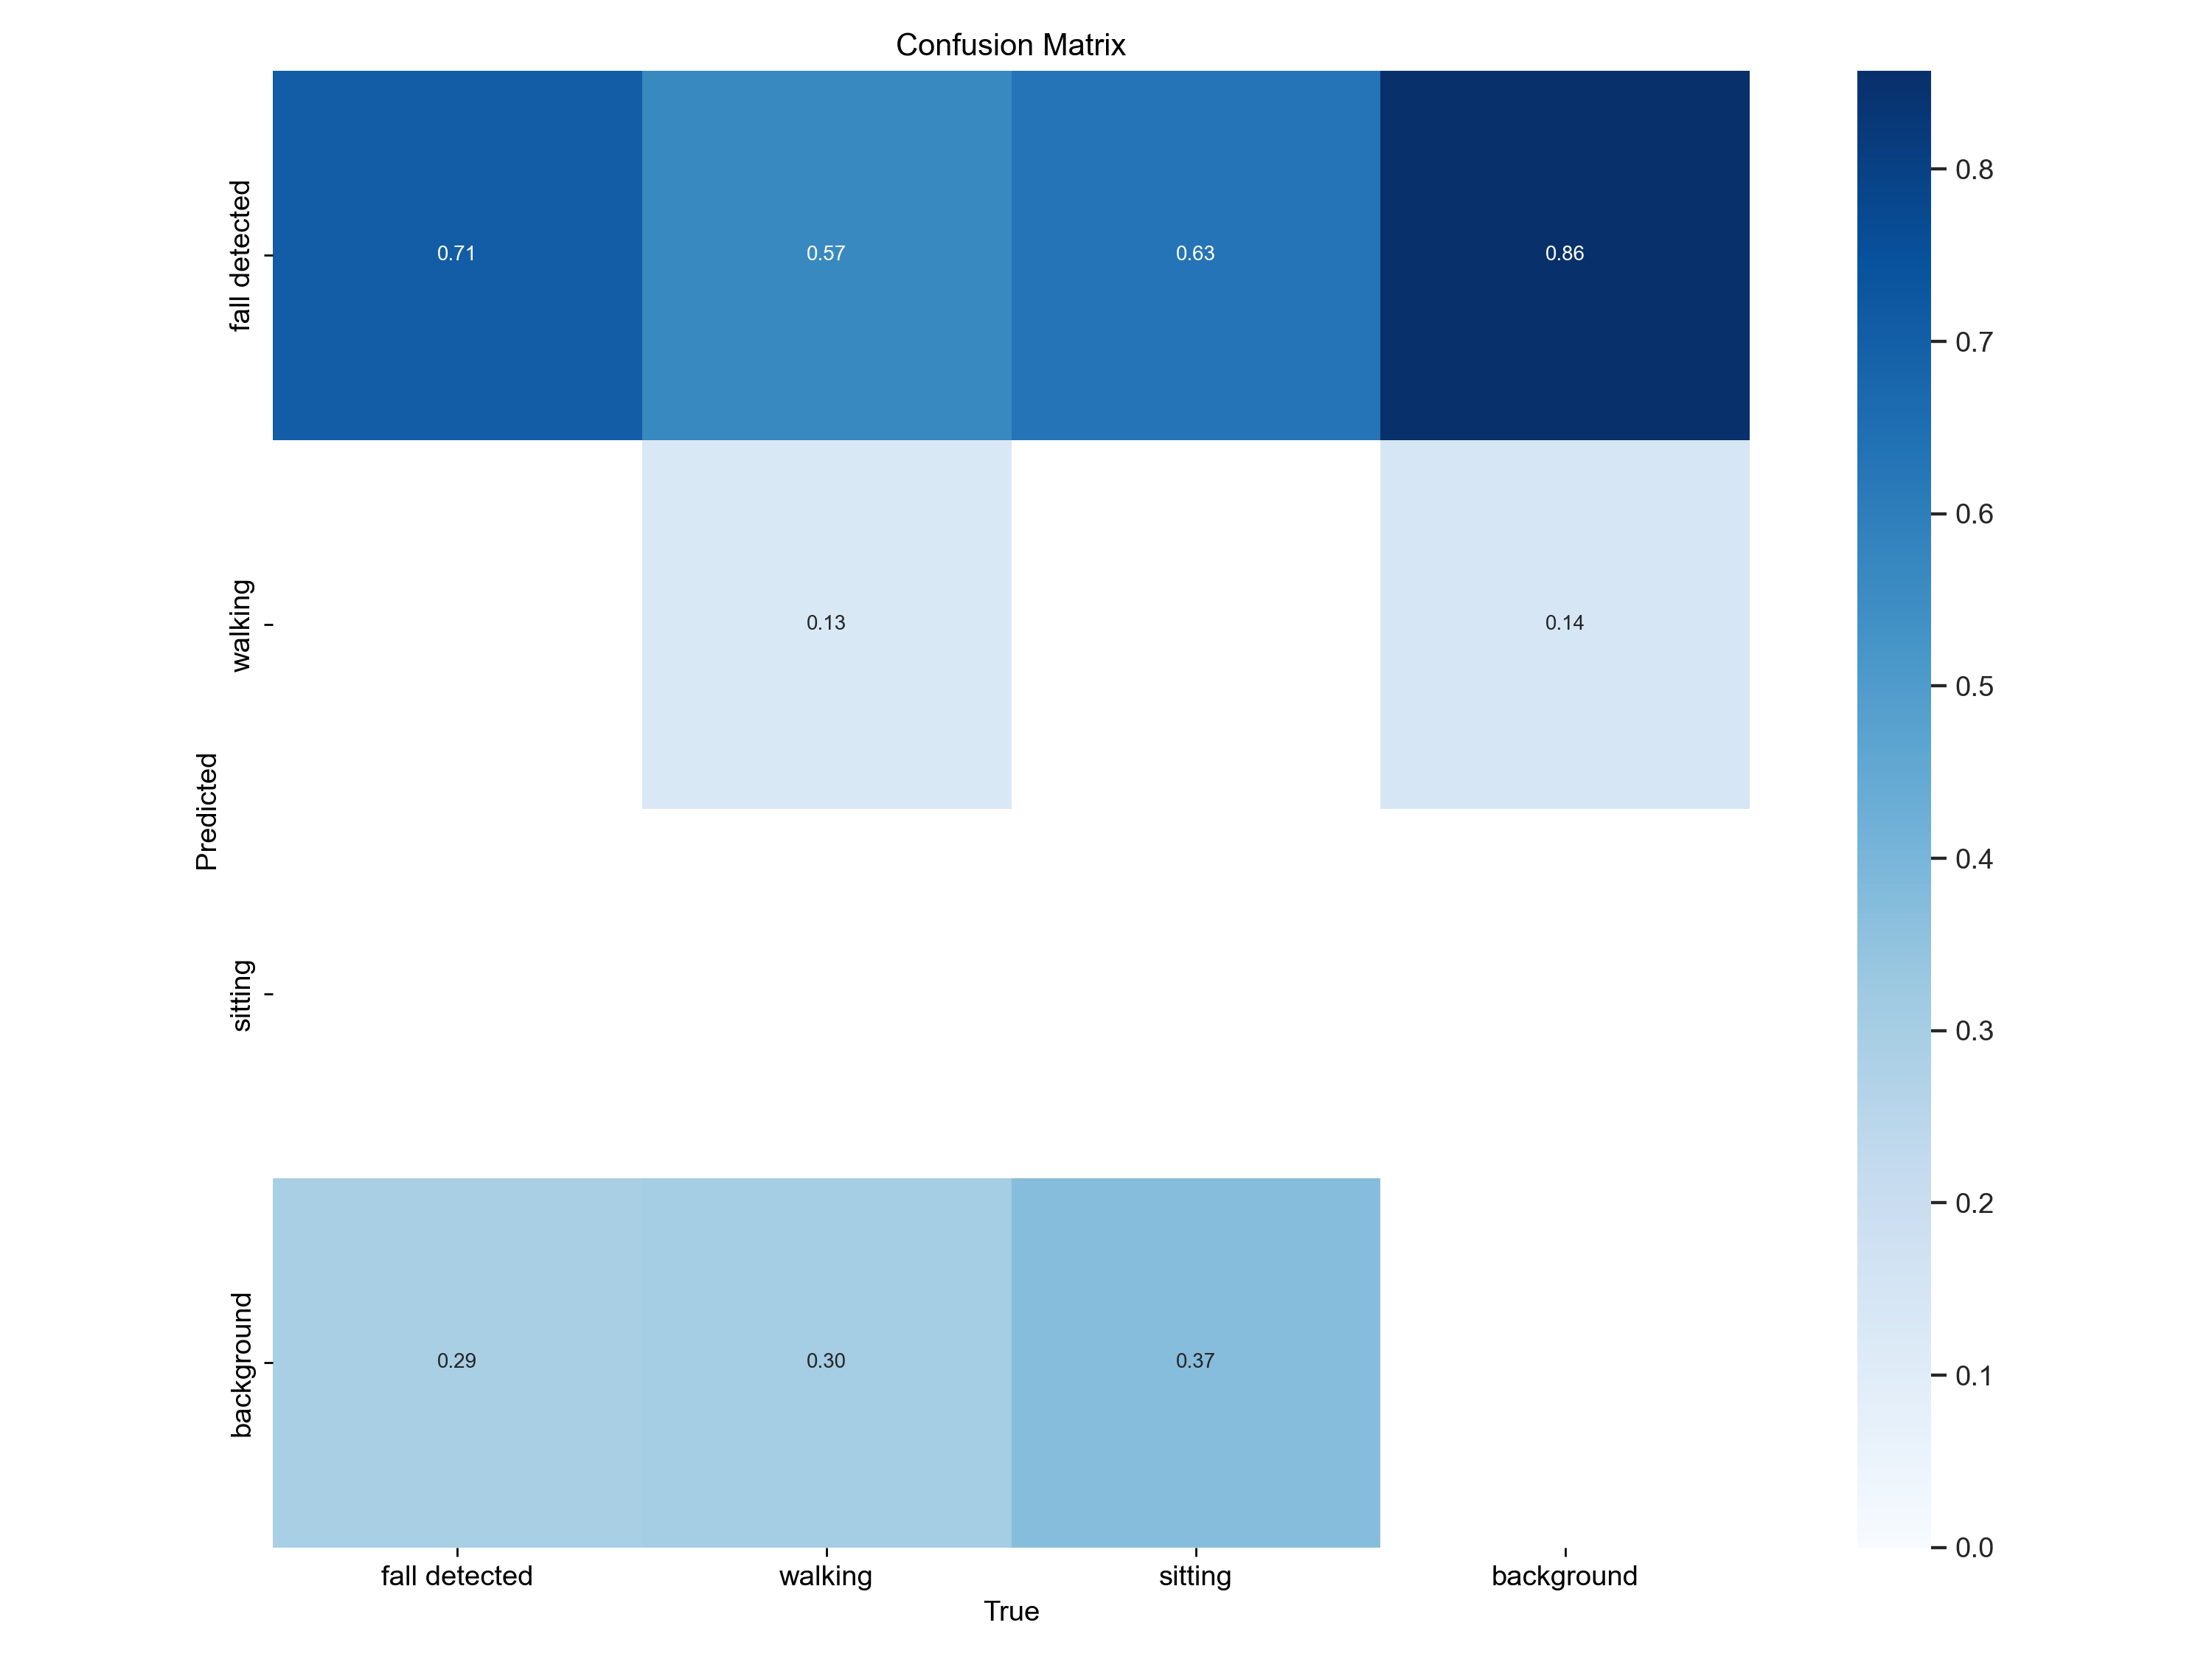 Confusion Matrix
fall detected
0.71
0.57
0.63
0.86
0.8
0.7
0.6
walking
0.13
0.14
0.5
Predicted
0.4
sitting
0.3
0.2
background
0.29
0.30
0.37
0.1
0.0
fall detected
walking
sitting
background
True